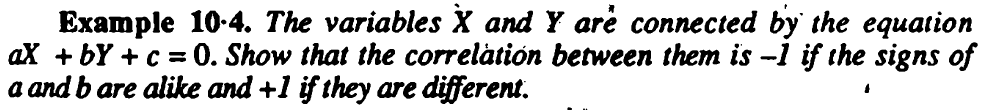 Example 10·4. The variables X and Y are connected by the equation
aX + bY + c = 0. Show that the correlation between them is –1 if the signs of
a and b are alike and +1 if they are different.